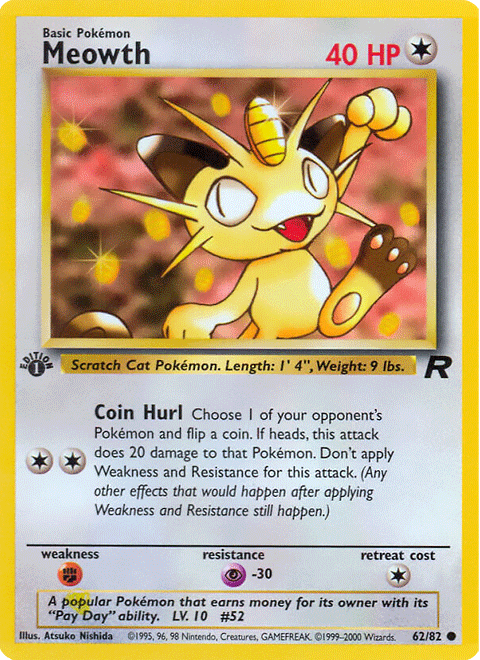 Basic Pokémon
Meowth
40 HP
EDITION
1
Scratch Cat Pokémon. Length: 1' 4", Weight: 9 lbs.
R
Coin Hurl Choose 1 of your opponent's
Pokémon and flip a coin. If heads, this attack
does 20 damage to that Pokémon. Don't apply
Weakness and Resistance for this attack. (Any
other effects that would happen after applying
Weakness and Resistance still happen.)
weakness
resistance
retreat cost
-30
A popular Pokémon that earns money for its owner with its
"Pay Day" ability. LV. 10 #52
Illus. Atsuko Nishida
©1995, 96, 98 Nintendo, Creatures, GAMEFREAK. ©1999-2000 Wizards.
62/82